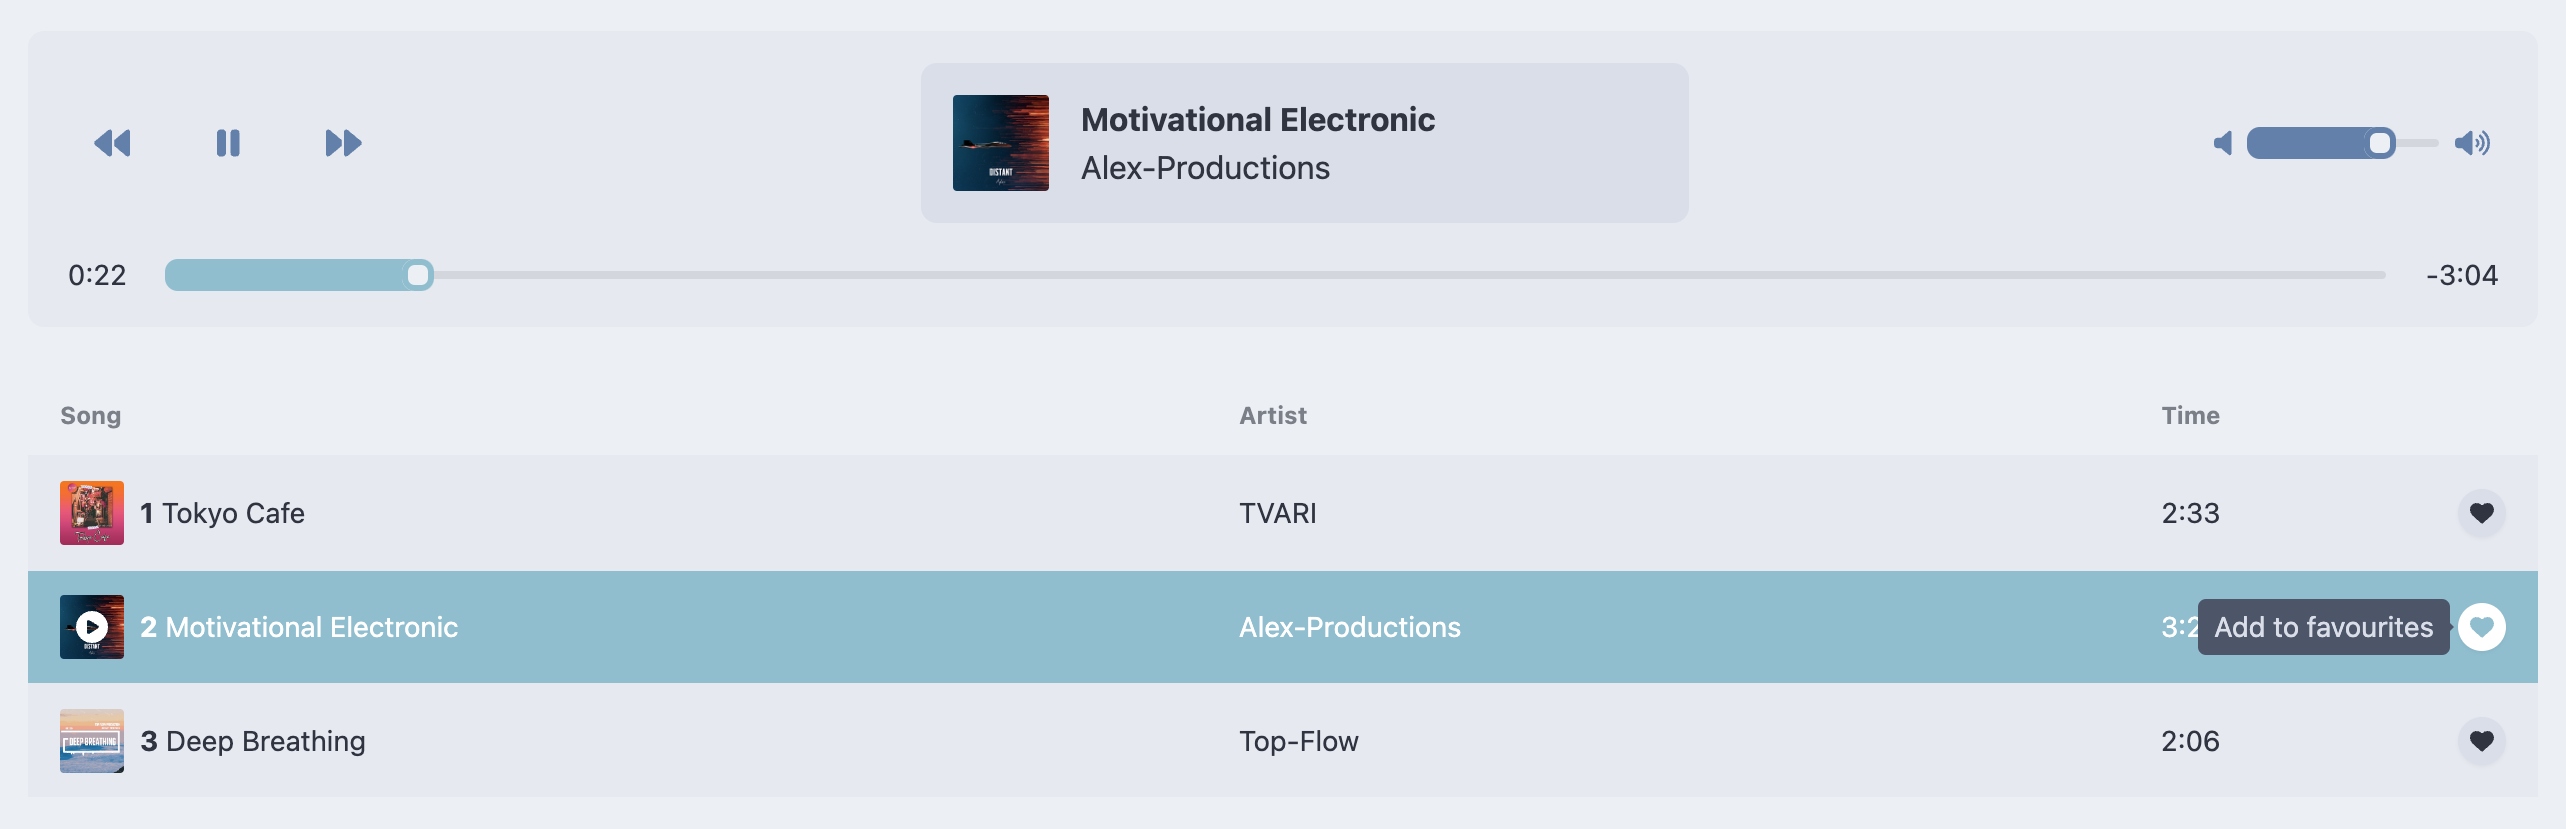 Motivational Electronic
Alex-Productions
DISTANT
0:22
-3:04
Song Artist Time
1 Tokyo Cafe TVARI 2:33
DISTANT
2 Motivational Electronic Alex-Productions 3:2
Add to favourites
DEEP BREATHING
3 Deep Breathing Top-Flow 2:06